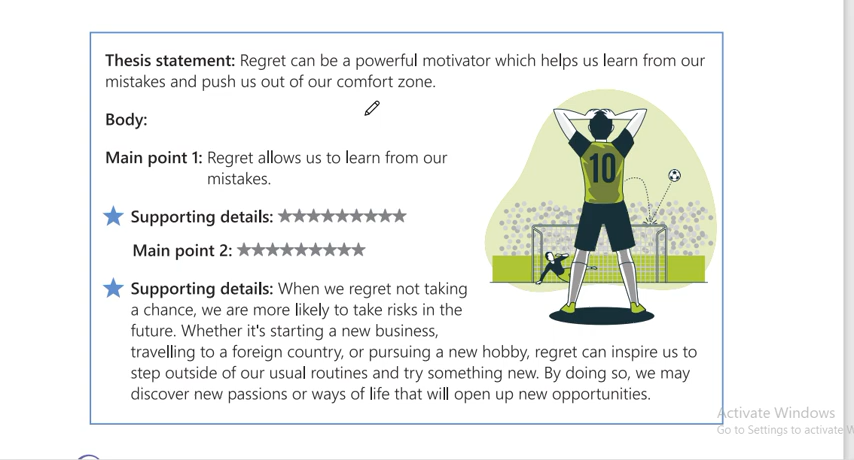 Thesis statement: Regret can be a powerful motivator which helps us learn from our
mistakes and push us out of our comfort zone.
Body:
Main point 1: Regret allows us to learn from our
mistakes.
Supporting details: ★★★★★★★★★
Main point 2: ★★★★★★★★★
Supporting details: When we regret not taking
a chance, we are more likely to take risks in the
future. Whether it's starting a new business,
travelling to a foreign country, or pursuing a new hobby, regret can inspire us to
step outside of our usual routines and try something new. By doing so, we may
discover new passions or ways of life that will open up new opportunities.
10
Activate Windows
Go to Settings to activate W